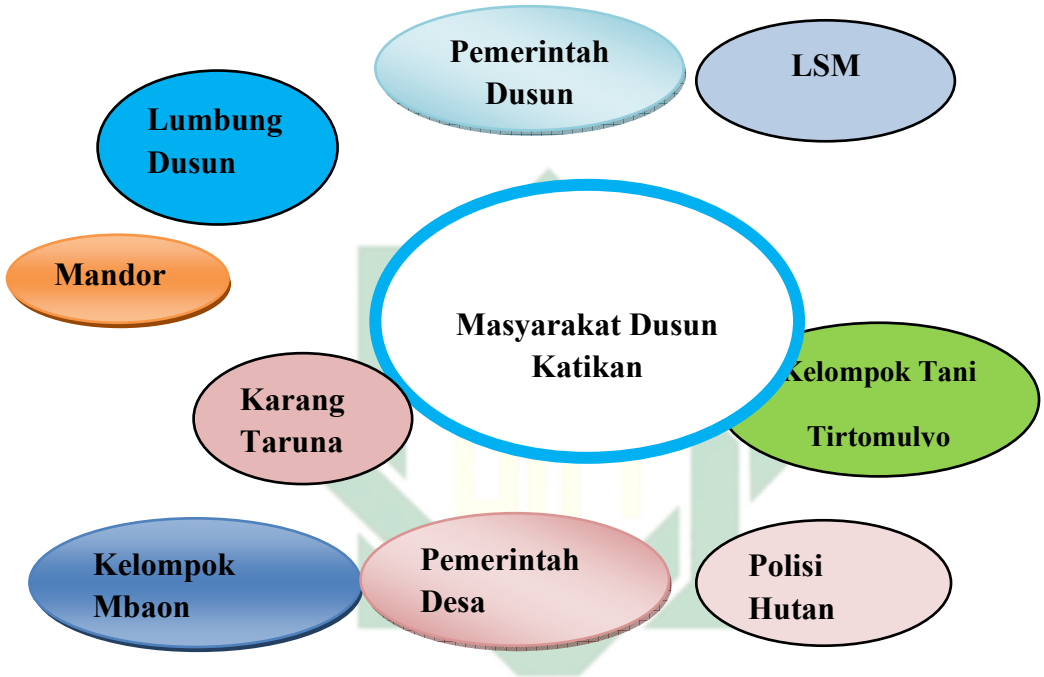 Pemerintah
Dusun
LSM
Lumbung
Dusun
Mandor
Masyarakat Dusun
Katikan
Kelompok Tani
Tirtomulvo
Karang
Taruna
Kelompok
Mbaon
Pemerintah
Desa
Polisi
Hutan